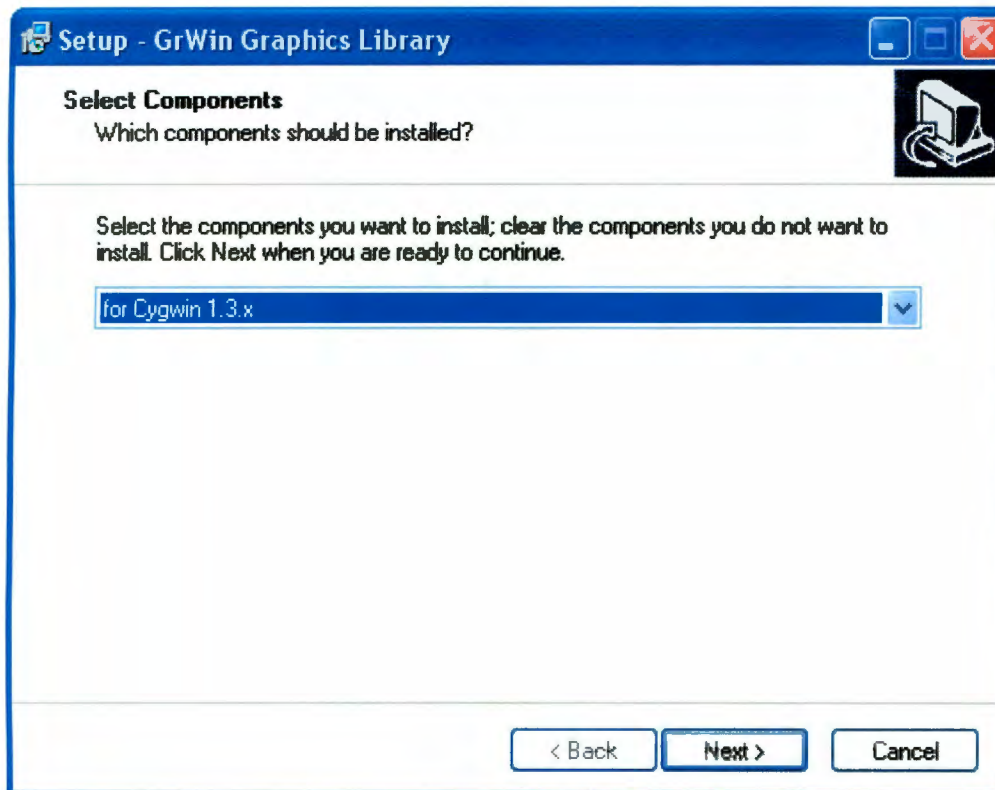 Setup - GrWin Graphics Library
Select Components
Which components should be installed?
Select the components you want to install; clear the components you do not want to
install. Click Next when you are ready to continue.
for Cygwin 1.3.x
< Back
Next >
Cancel